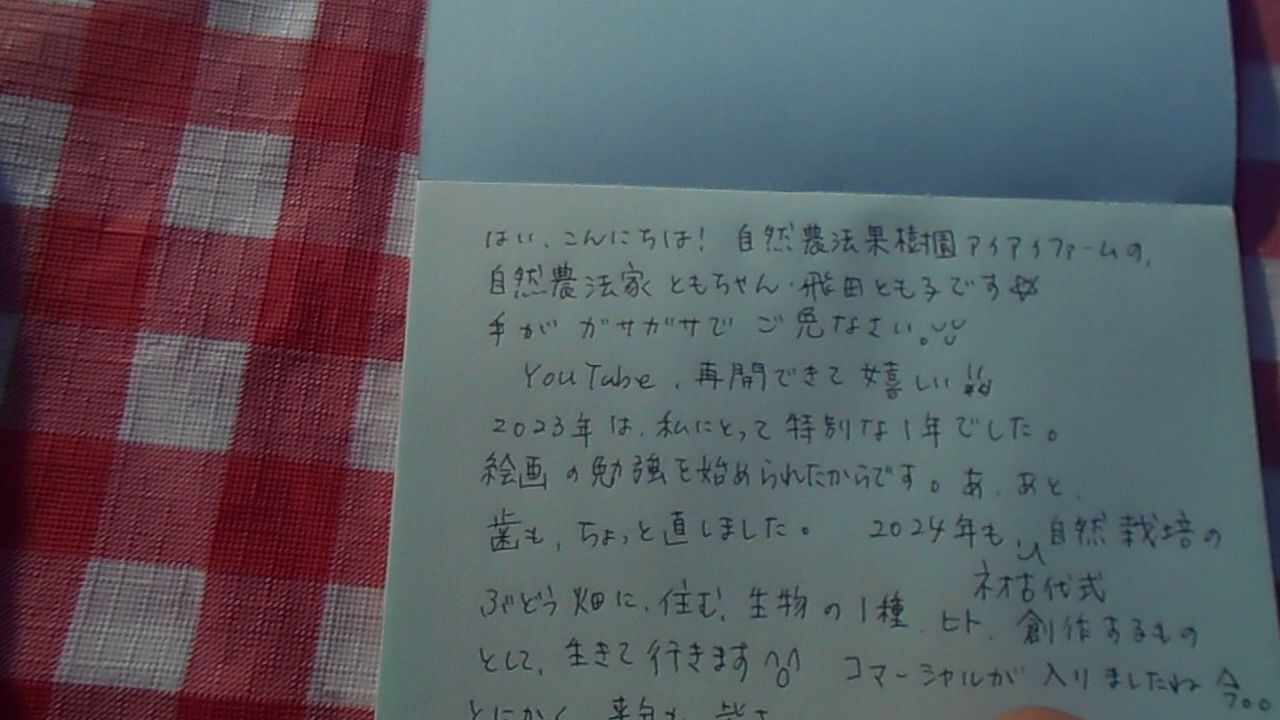 はい、こんにちは! 自然農法果樹園アイアイファームの、
自然農法家 ともちゃん・飛田とも子です☆
手が ガサガサで ご免なさい。
YouTube、再開できて 嬉しい!!
2023年は、私にとって特別な1年でした。
絵画の勉強を始められたからです。あ、あと、
歯も、ちょっと直しました。 2024年も、自然栽培の
ネオ古代式
ぶどう畑に、住む、生物の1種、ヒト、創作するもの
として、生きて行きます コマーシャルが入りましたね 今。。
とにかく